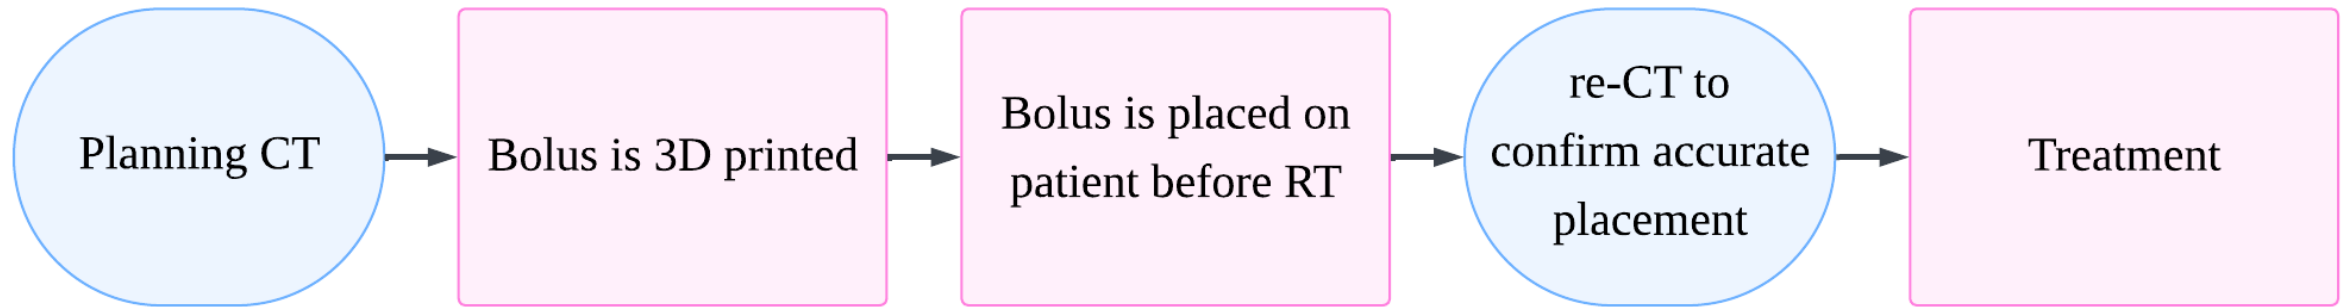 Planning CT
Bolus is 3D printed
Bolus is placed on
patient before RT
re-CT to
confirm accurate
placement
Treatment